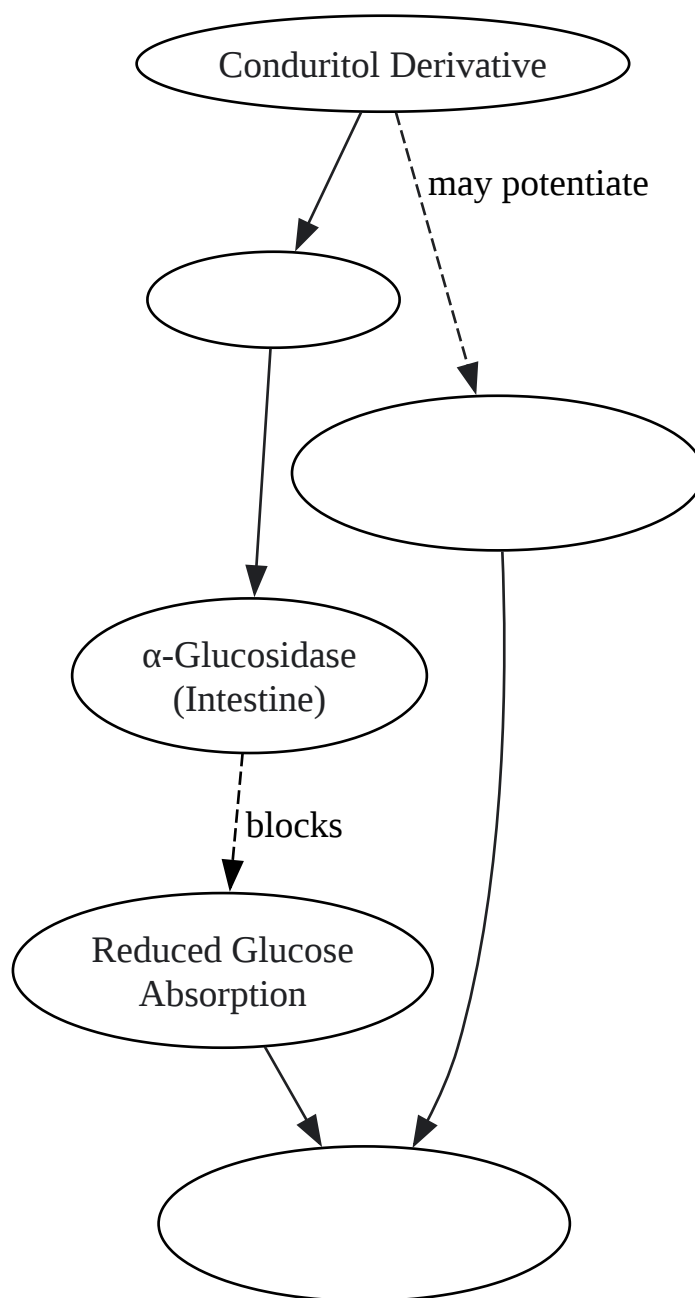 Conduritol Derivative
may potentiate
α-Glucosidase
(Intestine)
blocks
Reduced Glucose
Absorption